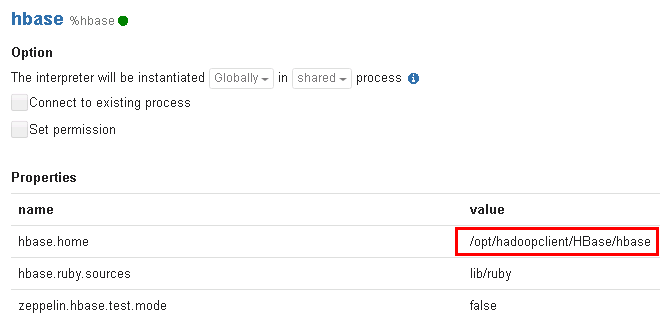 hbase %hbase
Option
The interpreter will be instantiated Globally in shared process
Connect to existing process
Set permission
Properties
name value
hbase.home /opt/hadoopclient/HBase/hbase
hbase.ruby.sources lib/ruby
zeppelin.hbase.test.mode false